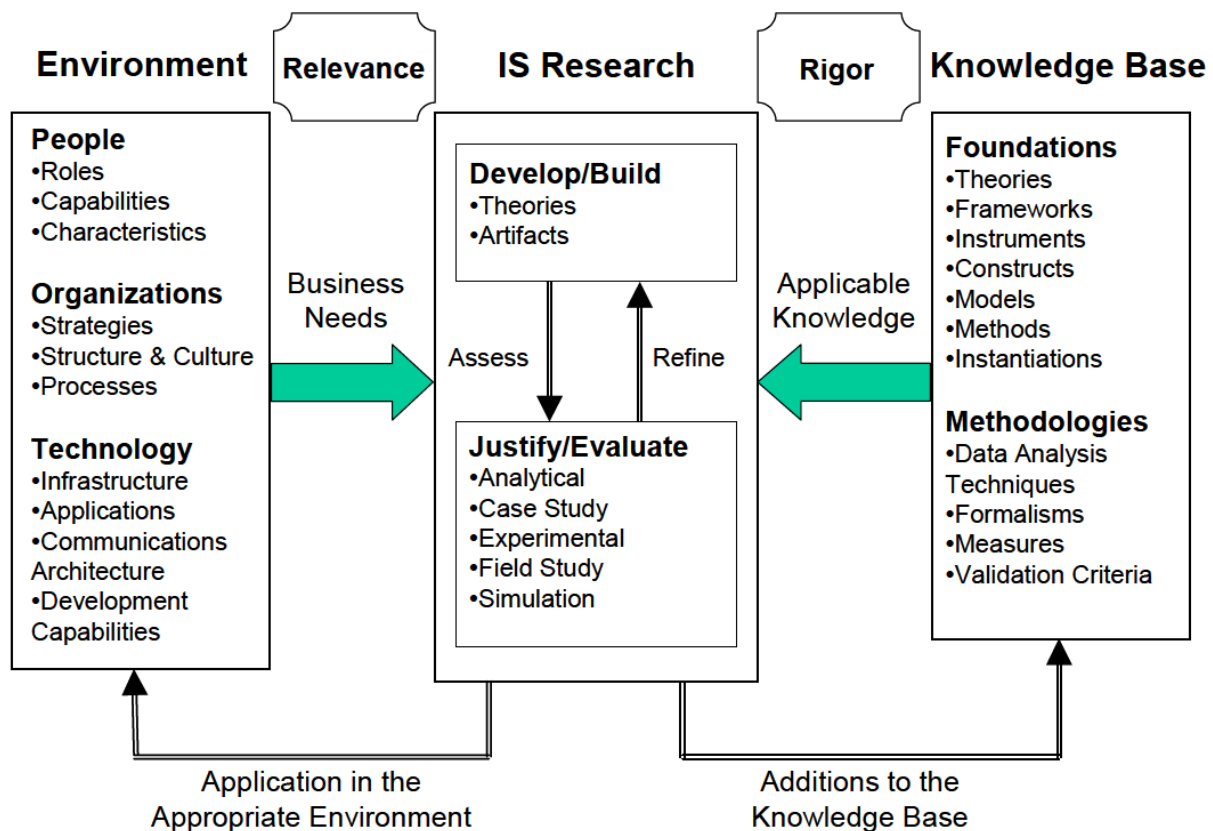 Environment
Relevance
IS Research
Rigor
Knowledge Base
People
•Roles
•Capabilities
•Characteristics
Organizations
•Strategies
•Structure & Culture
•Processes
Technology
•Infrastructure
•Applications
•Communications
Architecture
•Development
Capabilities
Business
Needs
Develop/Build
•Theories
•Artifacts
Assess
Refine
Justify/Evaluate
•Analytical
•Case Study
•Experimental
•Field Study
•Simulation
Applicable
Knowledge
Foundations
•Theories
•Frameworks
•Instruments
•Constructs
•Models
•Methods
•Instantiations
Methodologies
•Data Analysis
Techniques
•Formalisms
•Measures
•Validation Criteria
Application in the
Appropriate Environment
Additions to the
Knowledge Base